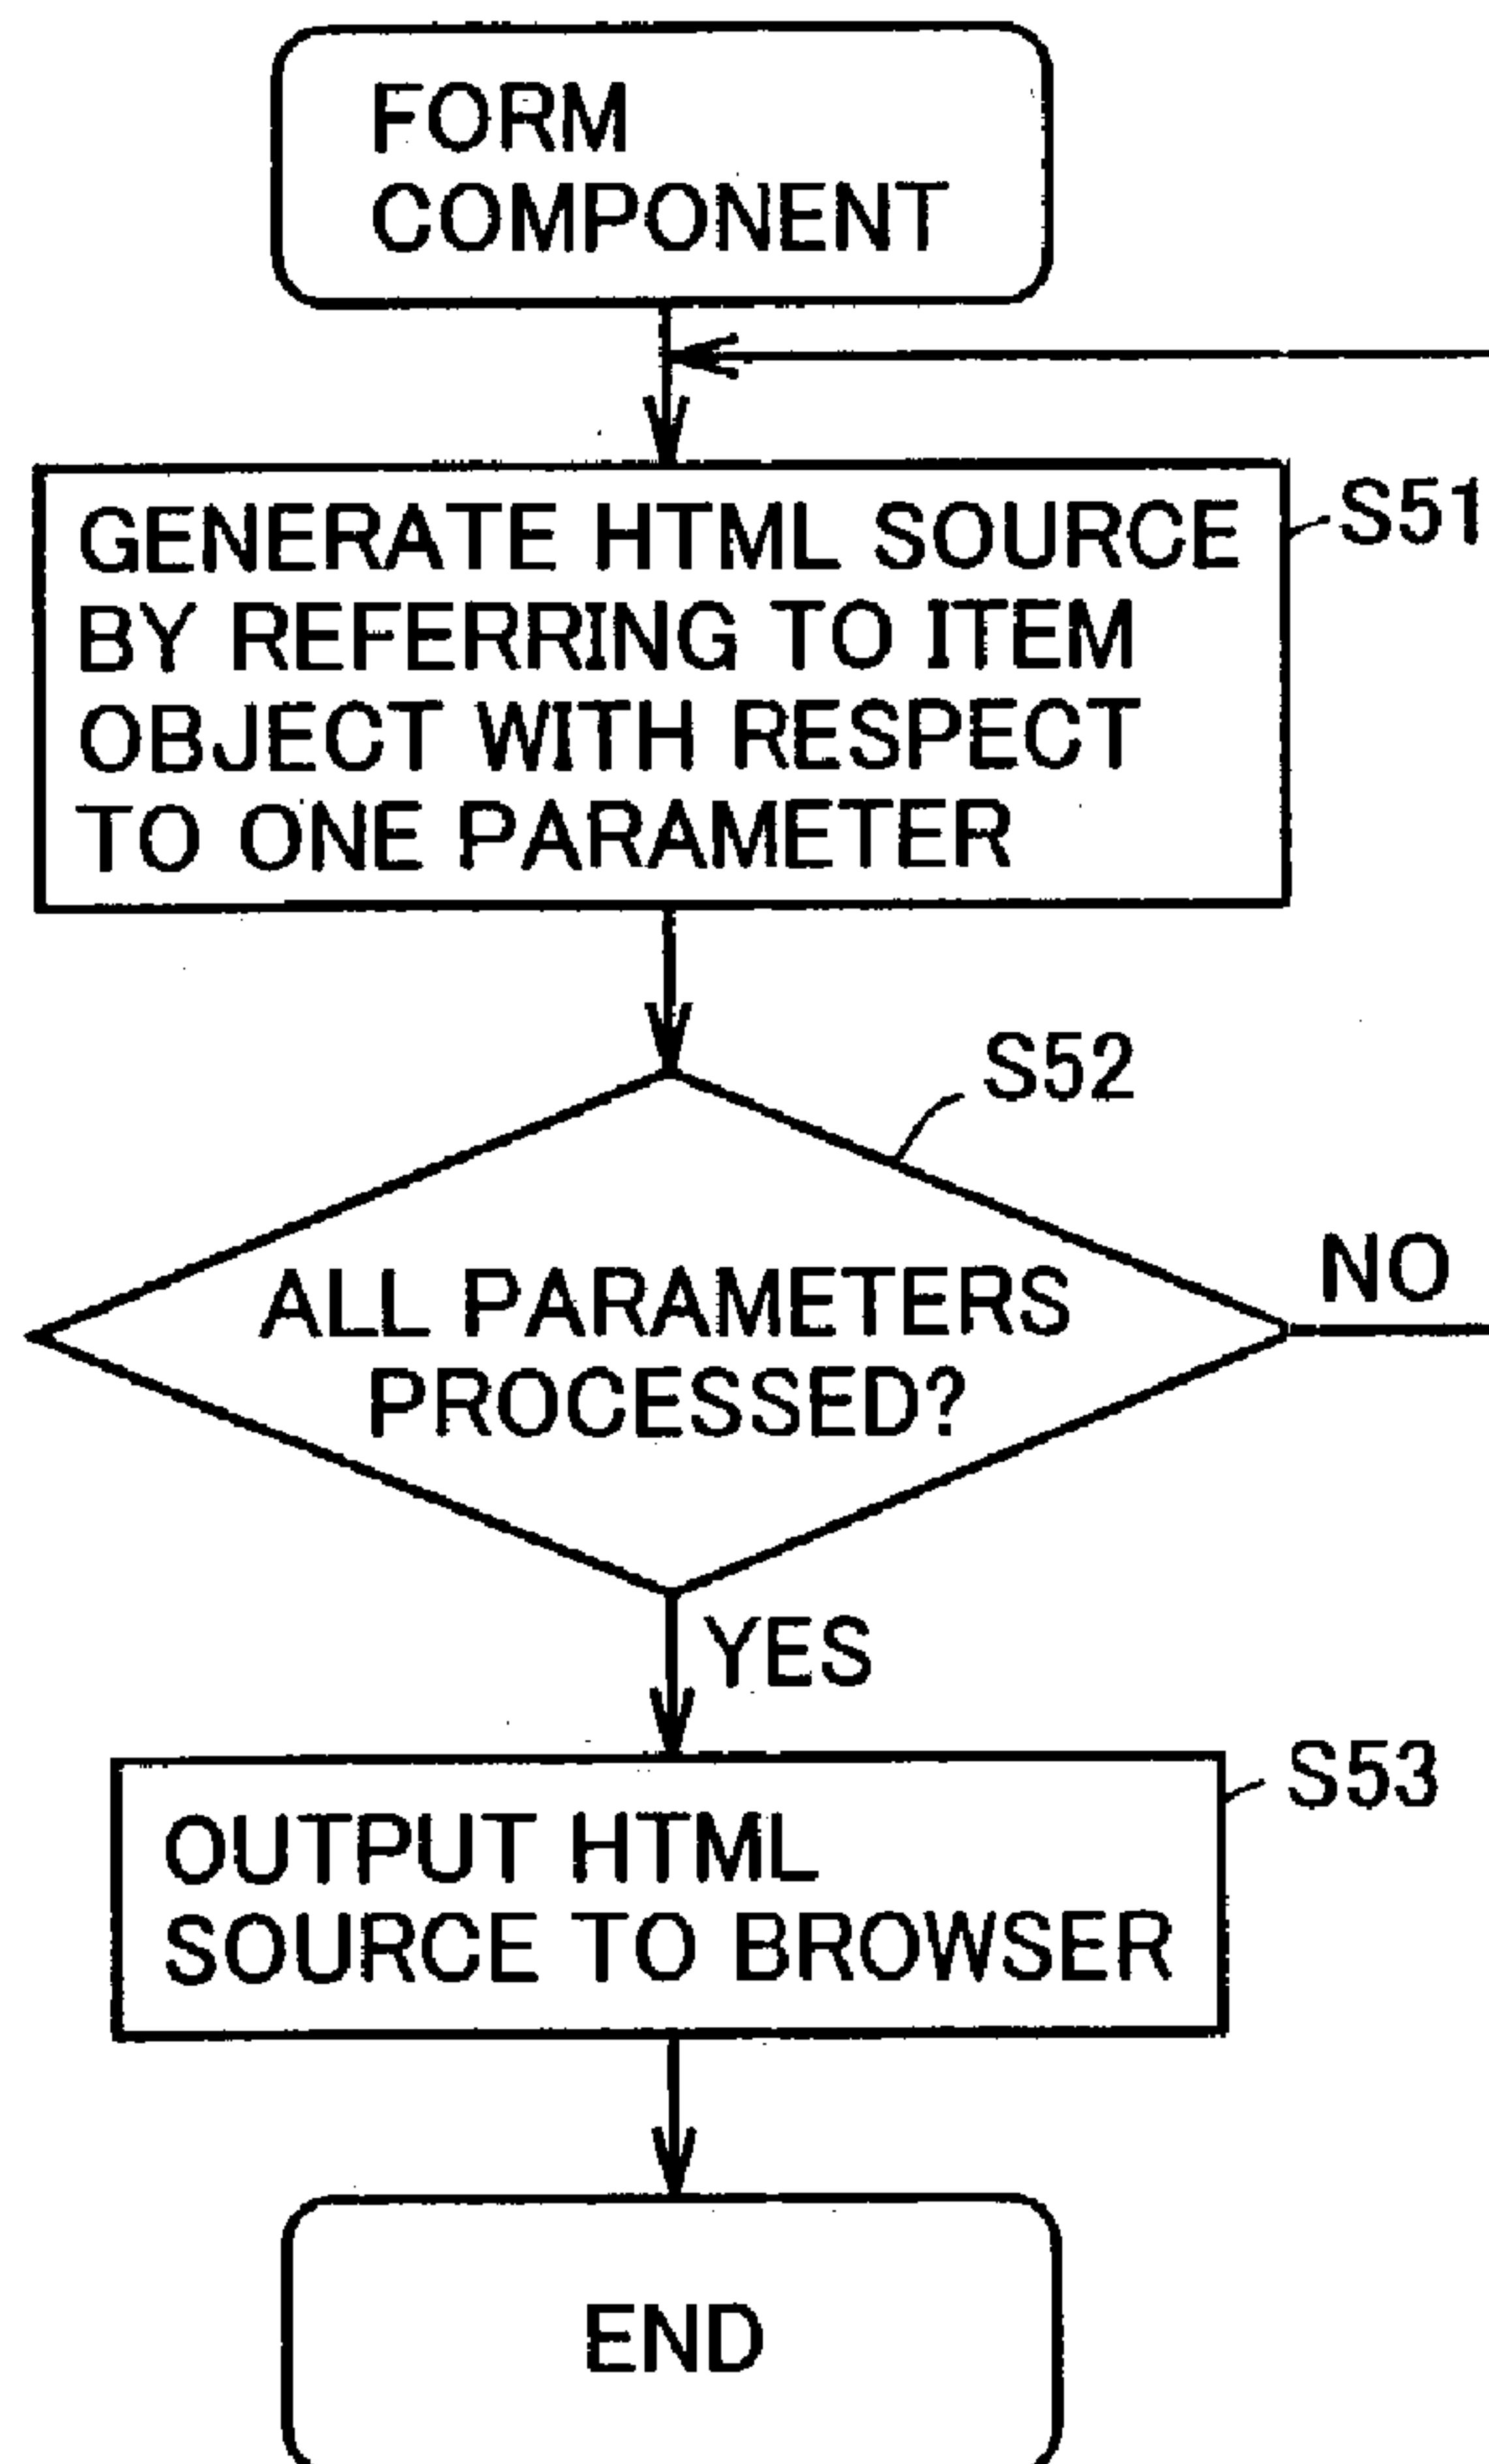 FORM
COMPONENT
GENERATE HTML SOURCE
BY REFERRING TO ITEM
OBJECT WITH RESPECT
TO ONE PARAMETER
S51
S52
ALL PARAMETERS
PROCESSED?
NO
YES
S53
OUTPUT HTML
SOURCE TO BROWSER
END